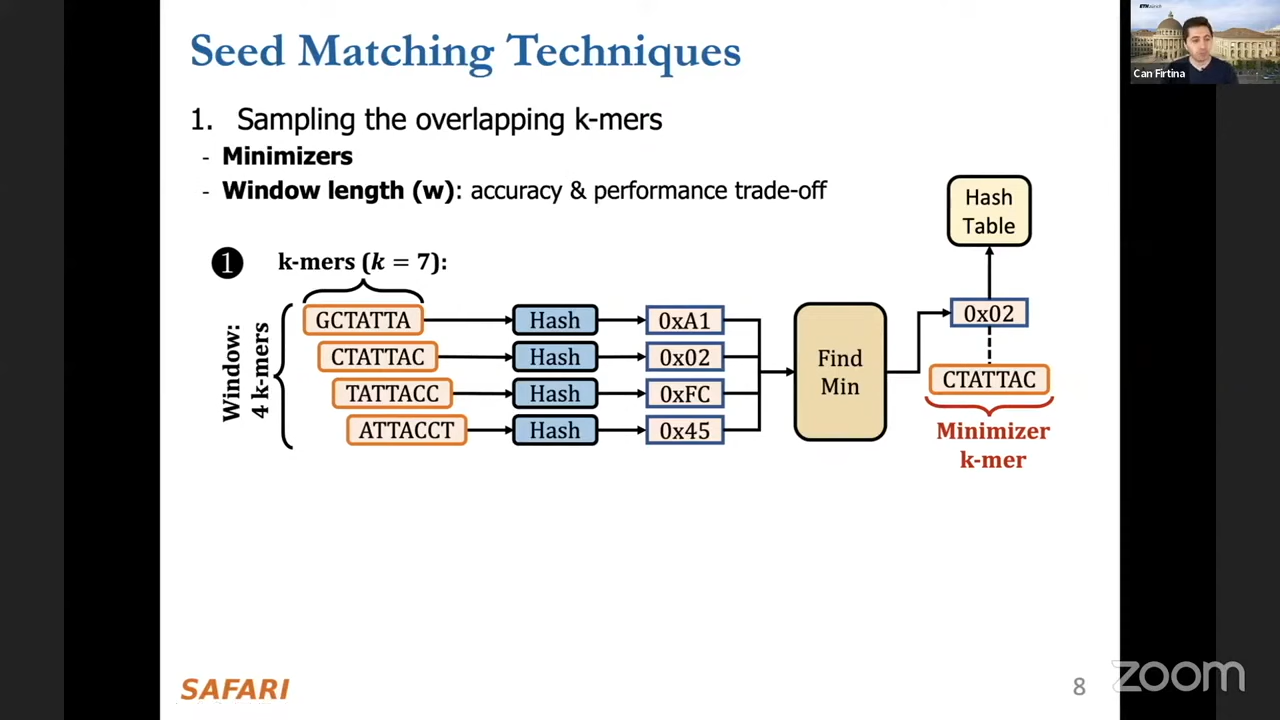 Seed Matching Techniques
1. Sampling the overlapping k-mers
- Minimizers
- Window length (w): accuracy & performance trade-off
1 k-mers (k = 7):
Window:
4 k-mers
GCTATTA Hash 0xA1
CTATTAC Hash 0x02
TATTACC Hash 0xFC
ATTACCT Hash 0x45
Find
Min
Hash
Table
0x02
CTATTAC
Minimizer
k-mer
SAFARI
8
zoom
Can Firtina